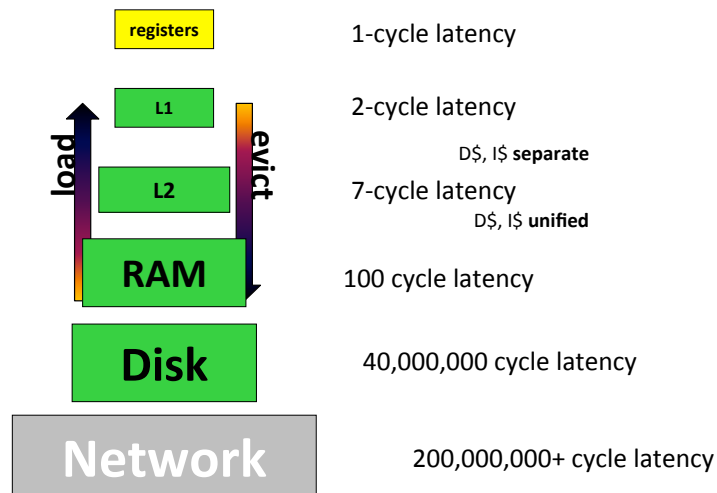 registers
1-cycle latency
L1
2-cycle latency
load
evict
D$, I$ separate
L2
7-cycle latency
D$, I$ unified
RAM
100 cycle latency
Disk
40,000,000 cycle latency
Network
200,000,000+ cycle latency